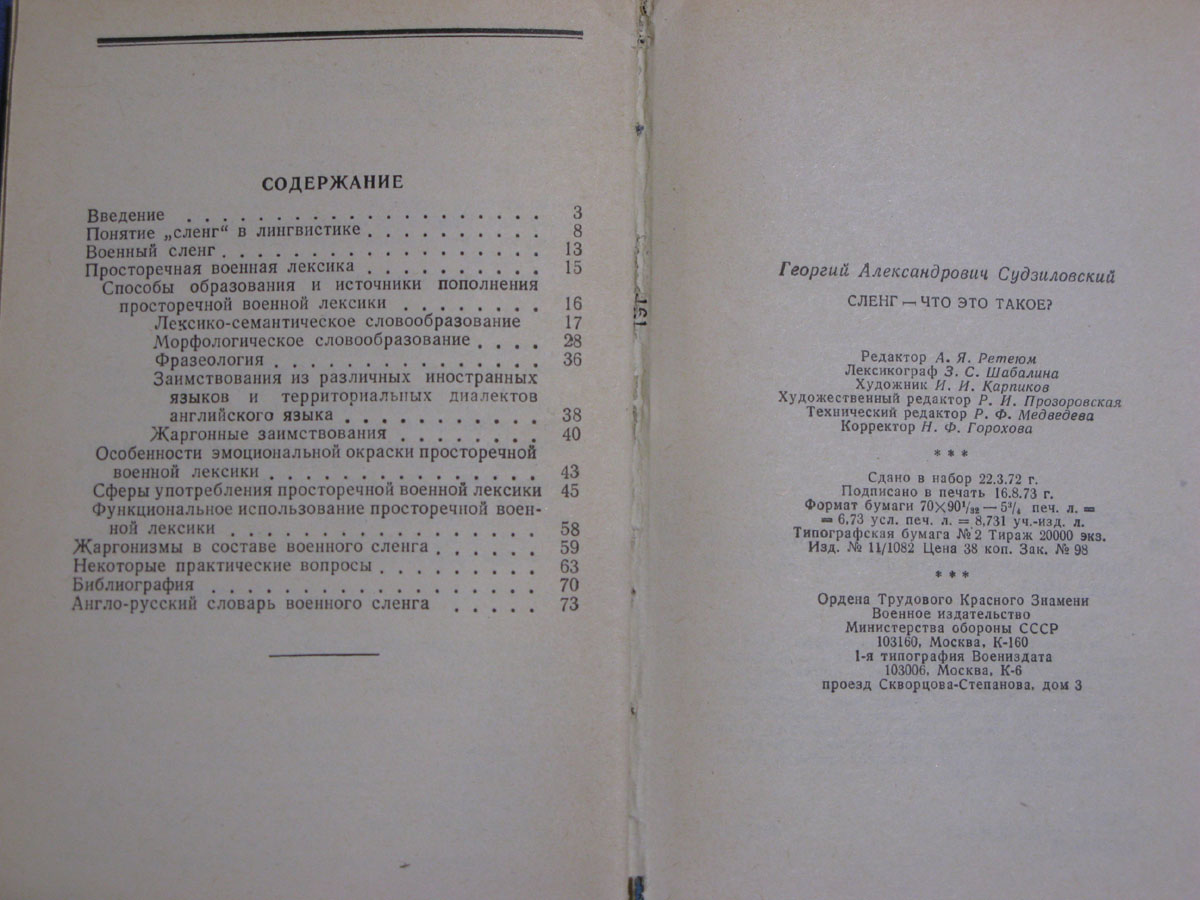 СОДЕРЖАНИЕ
Введение . . . . . . . . . . . . . . . . . . . . 3
Понятие „сленг“ в лингвистике . . . . . . . . . . 8
Военный сленг . . . . . . . . . . . . . . . . . . 13
Просторечная военная лексика . . . . . . . . . . 15
Способы образования и источники пополнения
просторечной военной лексики . . . . . . . . 16
Лексико-семантическое словообразование 17
Морфологическое словообразование . . . . 28
Фразеология . . . . . . . . . . . . . . . 36
Заимствования из различных иностранных
языков и территориальных диалектов
английского языка . . . . . . . . . . . 38
Жаргонные заимствования . . . . . . . . 40
Особенности эмоциональной окраски просторечной
военной лексики . . . . . . . . . . . . . . . 43
Сферы употребления просторечной военной лексики 45
Функциональное использование просторечной воен-
ной лексики . . . . . . . . . . . . . . . . . 58
Жаргонизмы в составе военного сленга . . . . . . 59
Некоторые практические вопросы . . . . . . . . . 63
Библиография . . . . . . . . . . . . . . . . . . 70
Англо-русский словарь военного сленга . . . . . 73
Георгий Александрович Судзиловский
СЛЕНГ — ЧТО ЭТО ТАКОЕ?
Редактор А. Я. Ретеюм
Лексикограф З. С. Шабалина
Художник И. И. Карпиков
Художественный редактор Р. И. Прозоровская
Технический редактор Р. Ф. Медведева
Корректор Н. Ф. Горохова
* * *
Сдано в набор 22.3.72 г.
Подписано в печать 16.8.73 г.
Формат бумаги 70×90¹/₃₂ — 5³/₄ печ. л. =
= 6,73 усл. печ. л. = 8,731 уч.-изд. л.
Типографская бумага № 2 Тираж 20000 экз.
Изд. № 11/1082 Цена 38 коп. Зак. № 98
* * *
Ордена Трудового Красного Знамени
Военное издательство
Министерства обороны СССР
103160, Москва, К-160
1-я типография Воениздата
103006, Москва, К-6
проезд Скворцова-Степанова, дом 3